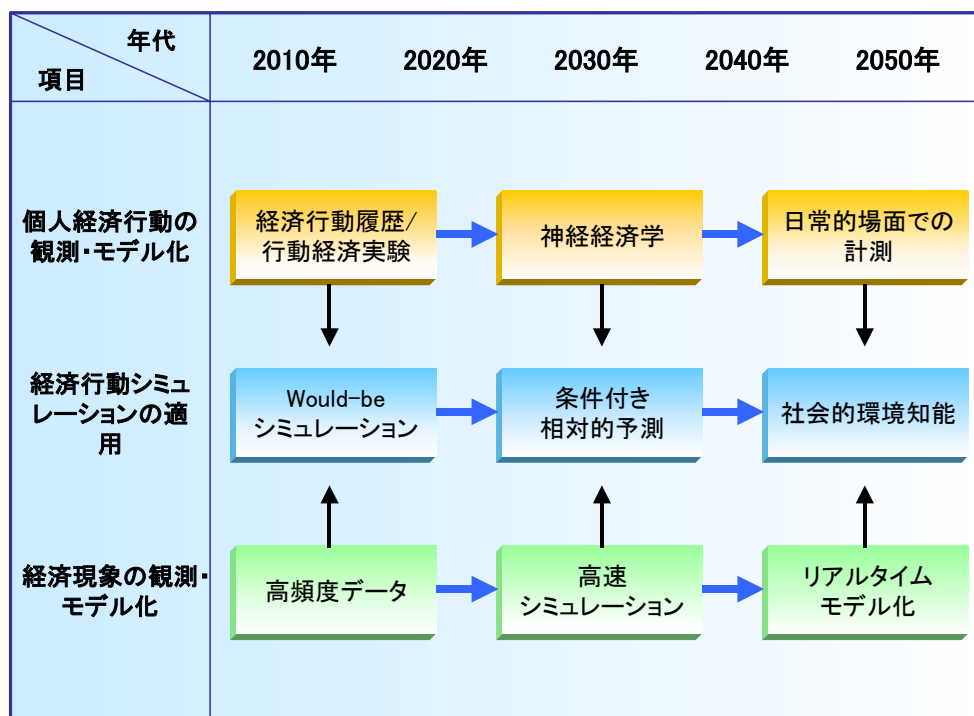 年代
項目
2010年 2020年 2030年 2040年 2050年
個人経済行動の
観測・モデル化
経済行動履歴/
行動経済実験
神経経済学
日常的場面での
計測
経済行動シミュ
レーションの適
用
Would-be
シミュレーション
条件付き
相対的予測
社会的環境知能
経済現象の観測・
モデル化
高頻度データ
高速
シミュレーション
リアルタイム
モデル化